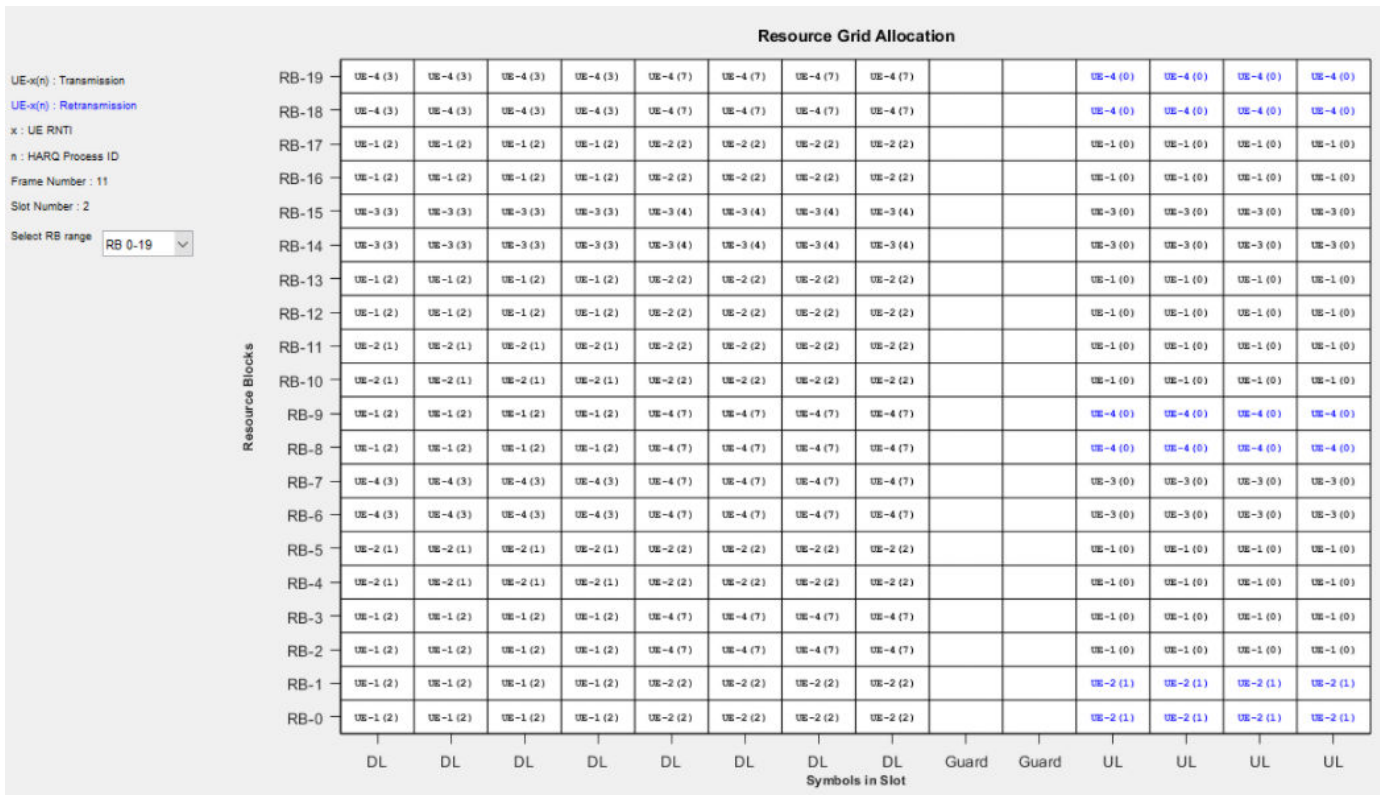 Resource Grid Allocation
UE-x(n) : Transmission
UE-x(n) : Retransmission
x : UE RNTI
n : HARQ Process ID
Frame Number : 11
Slot Number : 2
Select RB range RB 0-19
Resource Blocks
RB-19 UE-4(3) UE-4(3) UE-4(3) UE-4(3) UE-4(7) UE-4(7) UE-4(7) UE-4(7) UE-4(0) UE-4(0) UE-4(0) UE-4(0)
RB-18 UE-4(3) UE-4(3) UE-4(3) UE-4(3) UE-4(7) UE-4(7) UE-4(7) UE-4(7) UE-4(0) UE-4(0) UE-4(0) UE-4(0)
RB-17 UE-1(2) UE-1(2) UE-1(2) UE-1(2) UE-2(2) UE-2(2) UE-2(2) UE-2(2) UE-1(0) UE-1(0) UE-1(0) UE-1(0)
RB-16 UE-1(2) UE-1(2) UE-1(2) UE-1(2) UE-2(2) UE-2(2) UE-2(2) UE-2(2) UE-1(0) UE-1(0) UE-1(0) UE-1(0)
RB-15 UE-3(3) UE-3(3) UE-3(3) UE-3(3) UE-3(4) UE-3(4) UE-3(4) UE-3(4) UE-3(0) UE-3(0) UE-3(0) UE-3(0)
RB-14 UE-3(3) UE-3(3) UE-3(3) UE-3(3) UE-3(4) UE-3(4) UE-3(4) UE-3(4) UE-3(0) UE-3(0) UE-3(0) UE-3(0)
RB-13 UE-1(2) UE-1(2) UE-1(2) UE-1(2) UE-2(2) UE-2(2) UE-2(2) UE-2(2) UE-1(0) UE-1(0) UE-1(0) UE-1(0)
RB-12 UE-1(2) UE-1(2) UE-1(2) UE-1(2) UE-2(2) UE-2(2) UE-2(2) UE-2(2) UE-1(0) UE-1(0) UE-1(0) UE-1(0)
RB-11 UE-2(1) UE-2(1) UE-2(1) UE-2(1) UE-2(2) UE-2(2) UE-2(2) UE-2(2) UE-1(0) UE-1(0) UE-1(0) UE-1(0)
RB-10 UE-2(1) UE-2(1) UE-2(1) UE-2(1) UE-2(2) UE-2(2) UE-2(2) UE-2(2) UE-1(0) UE-1(0) UE-1(0) UE-1(0)
RB-9 UE-1(2) UE-1(2) UE-1(2) UE-1(2) UE-4(7) UE-4(7) UE-4(7) UE-4(7) UE-4(0) UE-4(0) UE-4(0) UE-4(0)
RB-8 UE-1(2) UE-1(2) UE-1(2) UE-1(2) UE-4(7) UE-4(7) UE-4(7) UE-4(7) UE-4(0) UE-4(0) UE-4(0) UE-4(0)
RB-7 UE-4(3) UE-4(3) UE-4(3) UE-4(3) UE-4(7) UE-4(7) UE-4(7) UE-4(7) UE-3(0) UE-3(0) UE-3(0) UE-3(0)
RB-6 UE-4(3) UE-4(3) UE-4(3) UE-4(3) UE-4(7) UE-4(7) UE-4(7) UE-4(7) UE-3(0) UE-3(0) UE-3(0) UE-3(0)
RB-5 UE-2(1) UE-2(1) UE-2(1) UE-2(1) UE-2(2) UE-2(2) UE-2(2) UE-2(2) UE-1(0) UE-1(0) UE-1(0) UE-1(0)
RB-4 UE-2(1) UE-2(1) UE-2(1) UE-2(1) UE-2(2) UE-2(2) UE-2(2) UE-2(2) UE-1(0) UE-1(0) UE-1(0) UE-1(0)
RB-3 UE-1(2) UE-1(2) UE-1(2) UE-1(2) UE-4(7) UE-4(7) UE-4(7) UE-4(7) UE-1(0) UE-1(0) UE-1(0) UE-1(0)
RB-2 UE-1(2) UE-1(2) UE-1(2) UE-1(2) UE-4(7) UE-4(7) UE-4(7) UE-4(7) UE-1(0) UE-1(0) UE-1(0) UE-1(0)
RB-1 UE-1(2) UE-1(2) UE-1(2) UE-1(2) UE-2(2) UE-2(2) UE-2(2) UE-2(2) UE-2(1) UE-2(1) UE-2(1) UE-2(1)
RB-0 UE-1(2) UE-1(2) UE-1(2) UE-1(2) UE-2(2) UE-2(2) UE-2(2) UE-2(2) UE-2(1) UE-2(1) UE-2(1) UE-2(1)
DL DL DL DL DL DL DL DL Guard Guard UL UL UL UL
Symbols in Slot